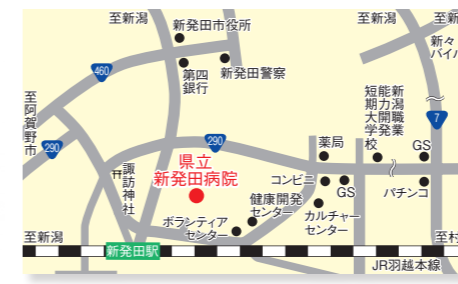 至新潟
新発田市役所
至新潟
至新
新々
バイ
460
第四
銀行
新発田警察
至阿賀野市
290
290
諏訪神社
県立
新発田病院
薬局
新潟職業
能力開発
短期大学校
GS
7
コンビニ
GS
パチンコ
健康開発
センター
カルチャー
センター
ボランティア
センター
至新潟
新発田駅
至村
JR羽越本線